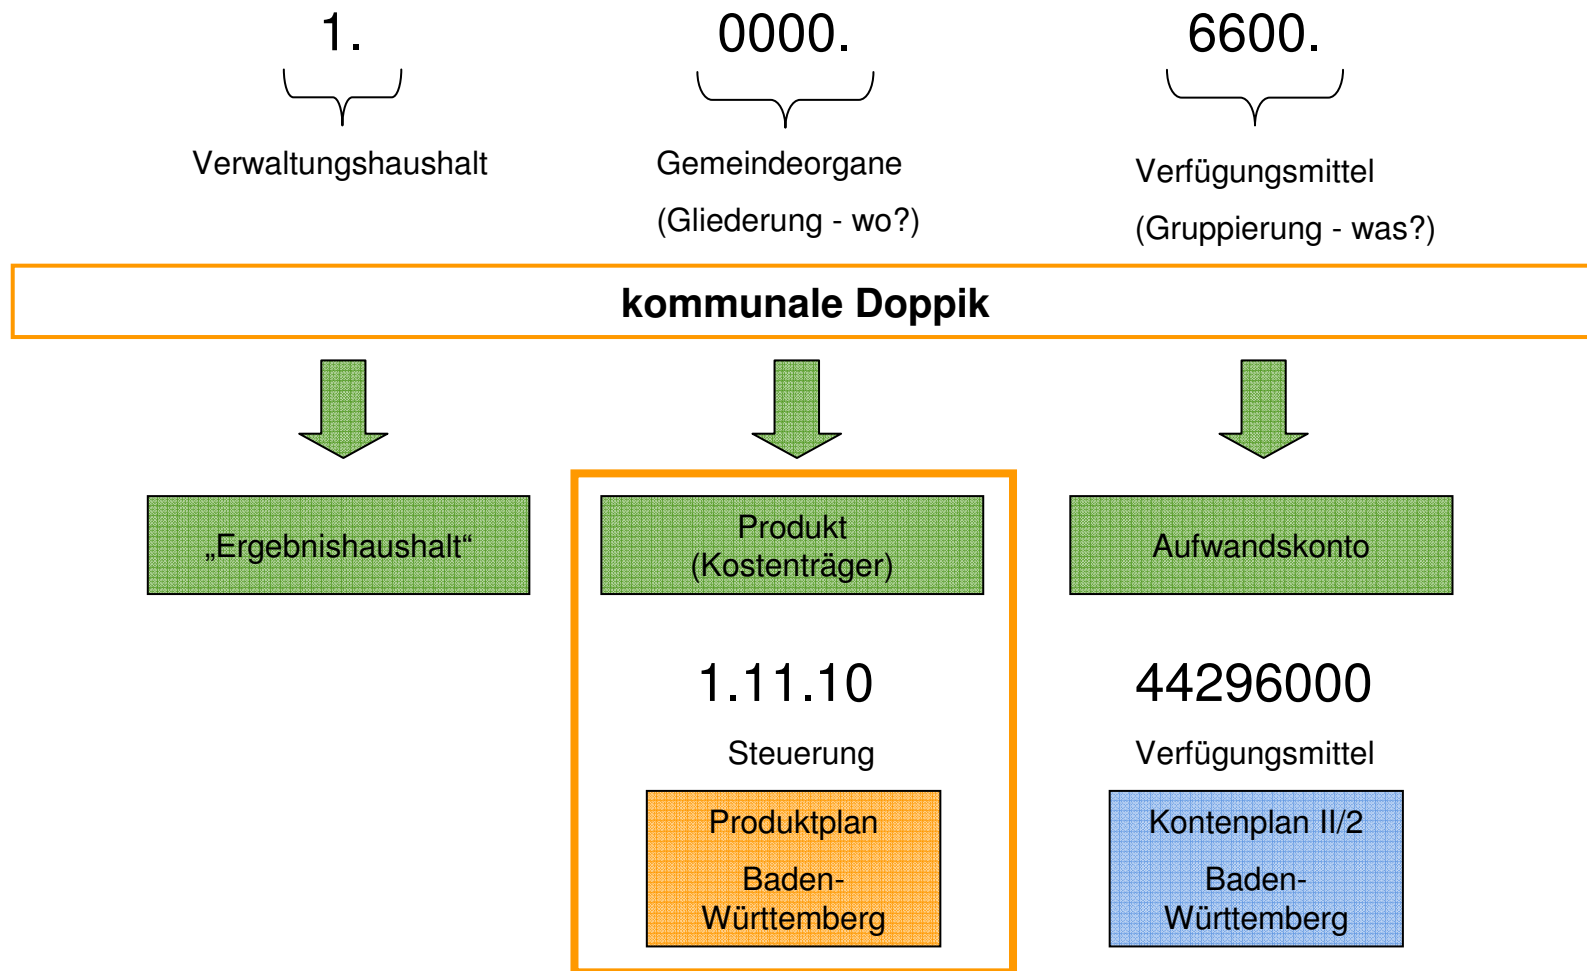 1. 0000. 6600.
Verwaltungshaushalt
Gemeindeorgane
(Gliederung - wo?)
Verfügungsmittel
(Gruppierung - was?)
kommunale Doppik
„Ergebnishaushalt“
Produkt
(Kostenträger)
Aufwandskonto
1.11.10
Steuerung
Produktplan
Baden-
Württemberg
44296000
Verfügungsmittel
Kontenplan II/2
Baden-
Württemberg